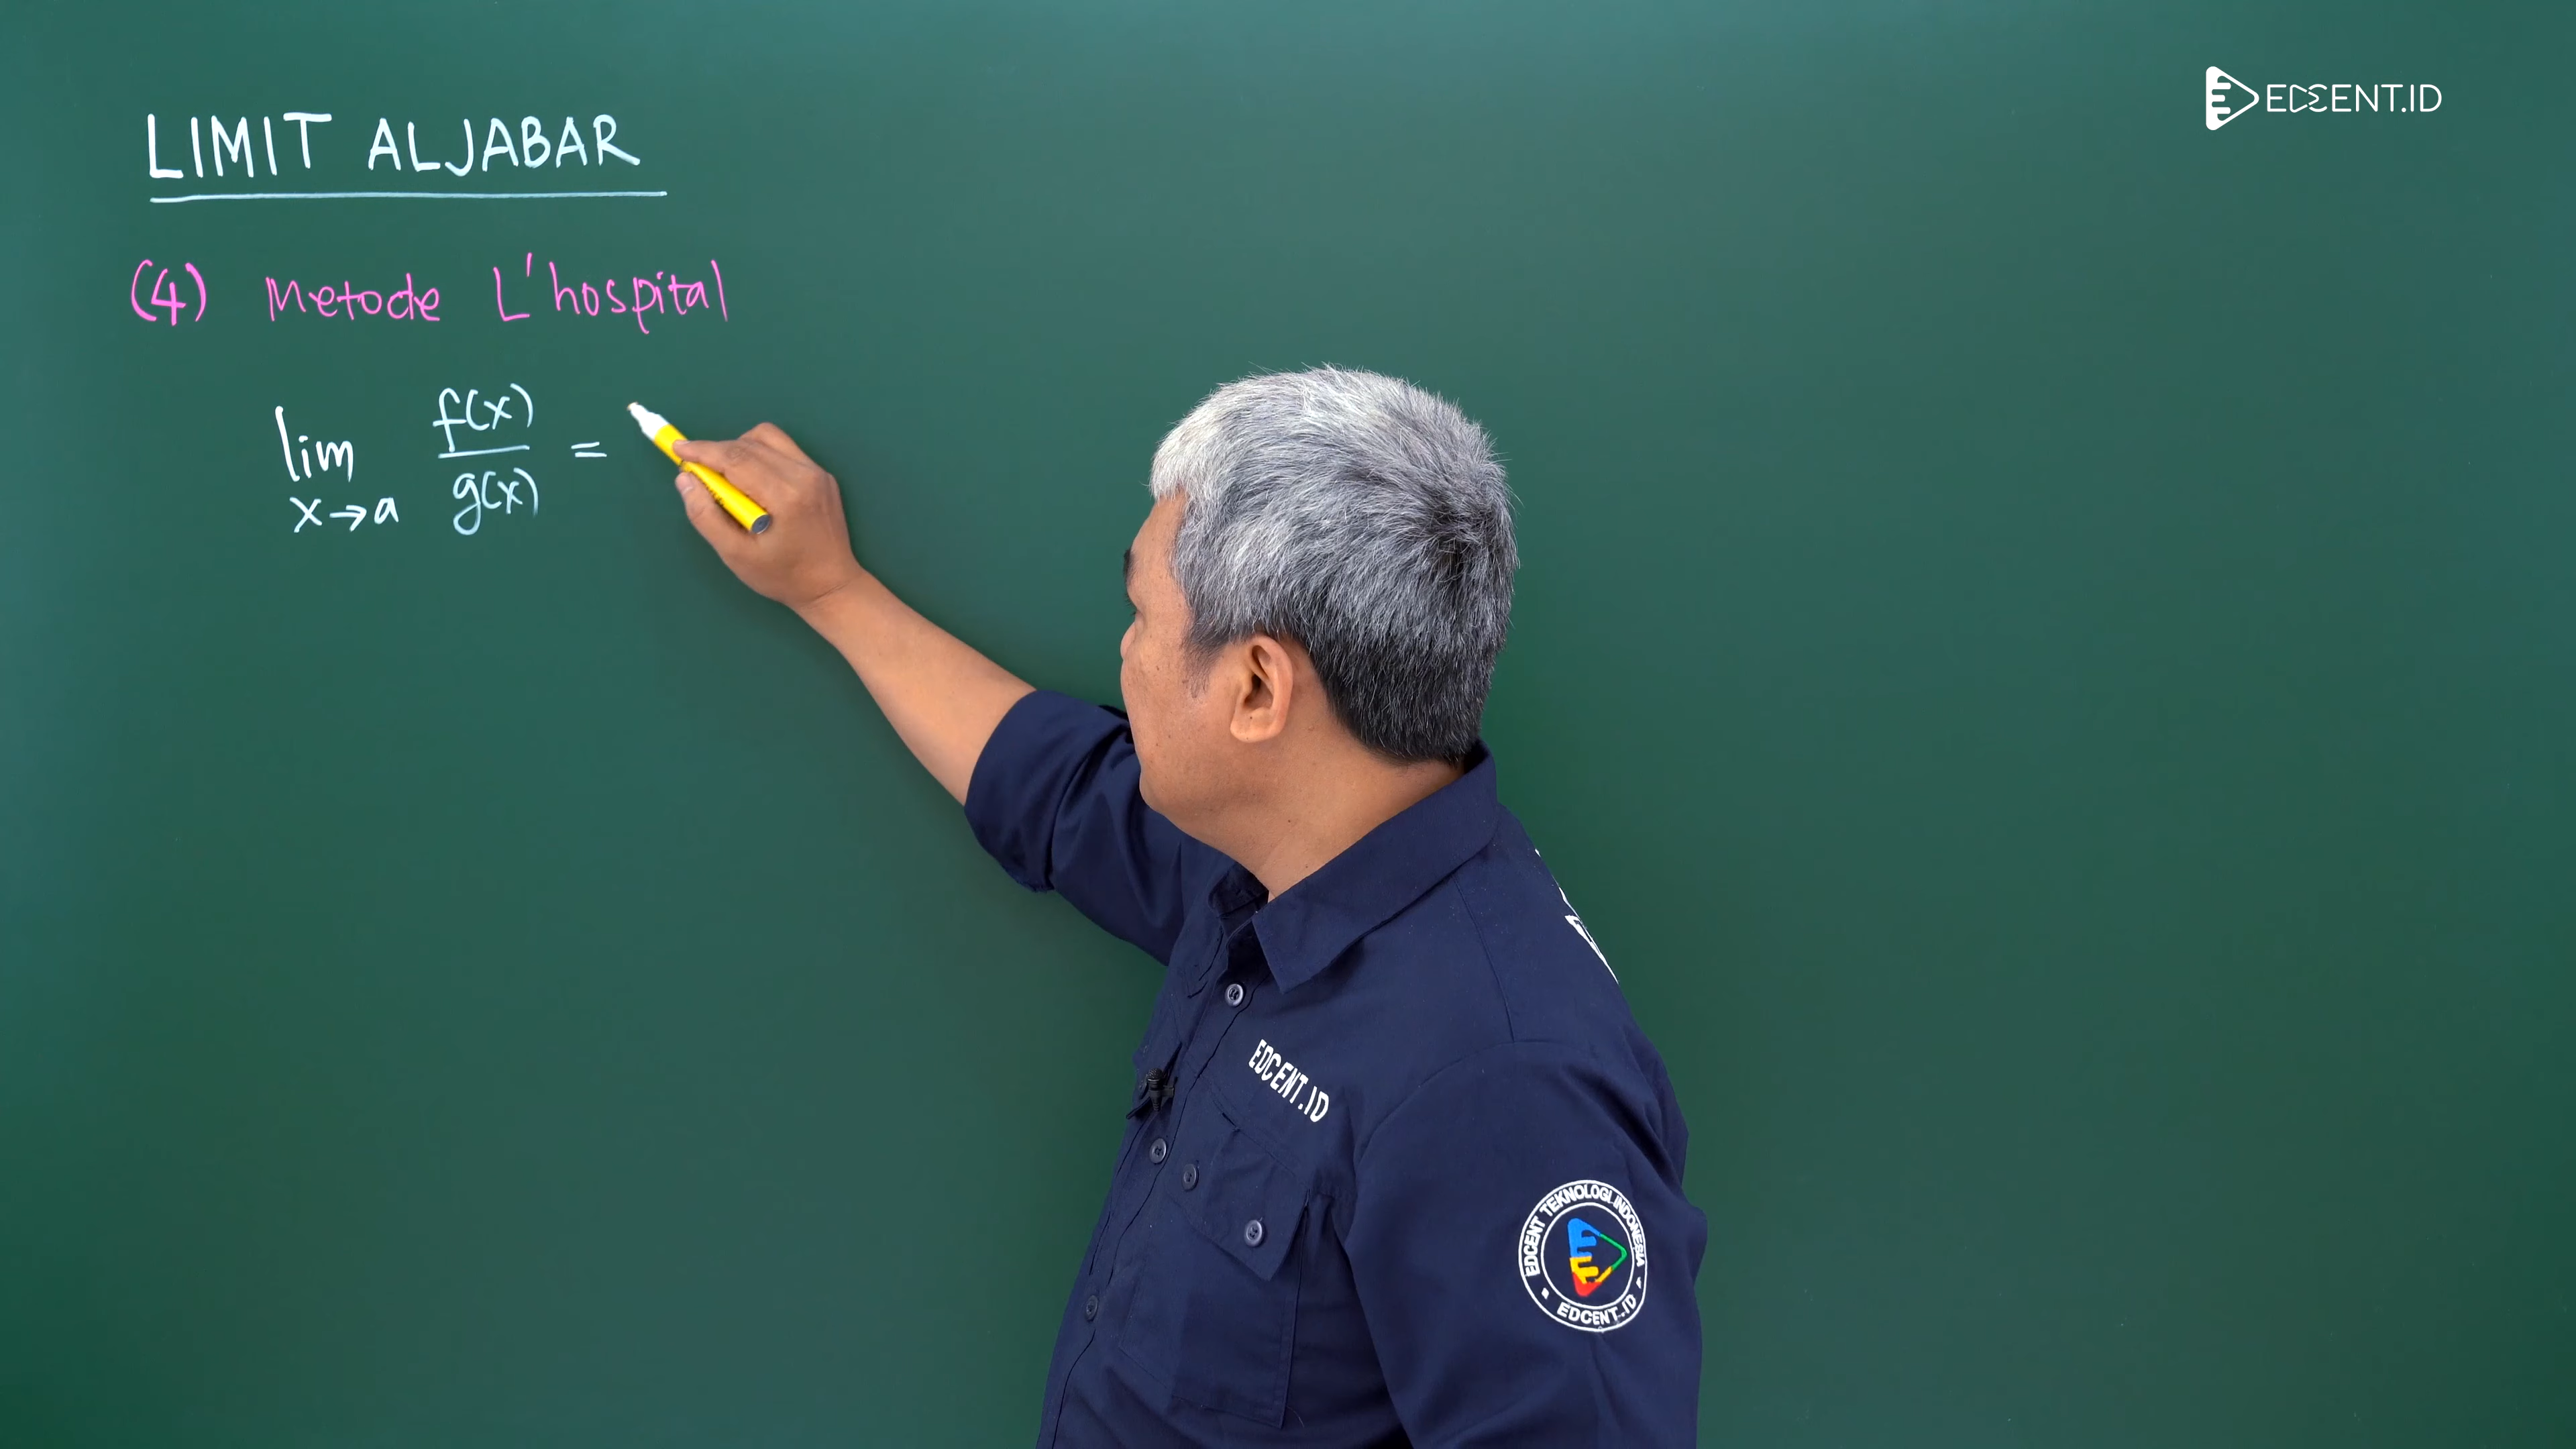 EDCENT.ID
LIMIT ALJABAR
(4) Metode L'hospital
lim f(x)/g(x) =
x→a
EDCENT.ID
EDCENT TEKNOLOGI INDONESIA
EDCENT.ID